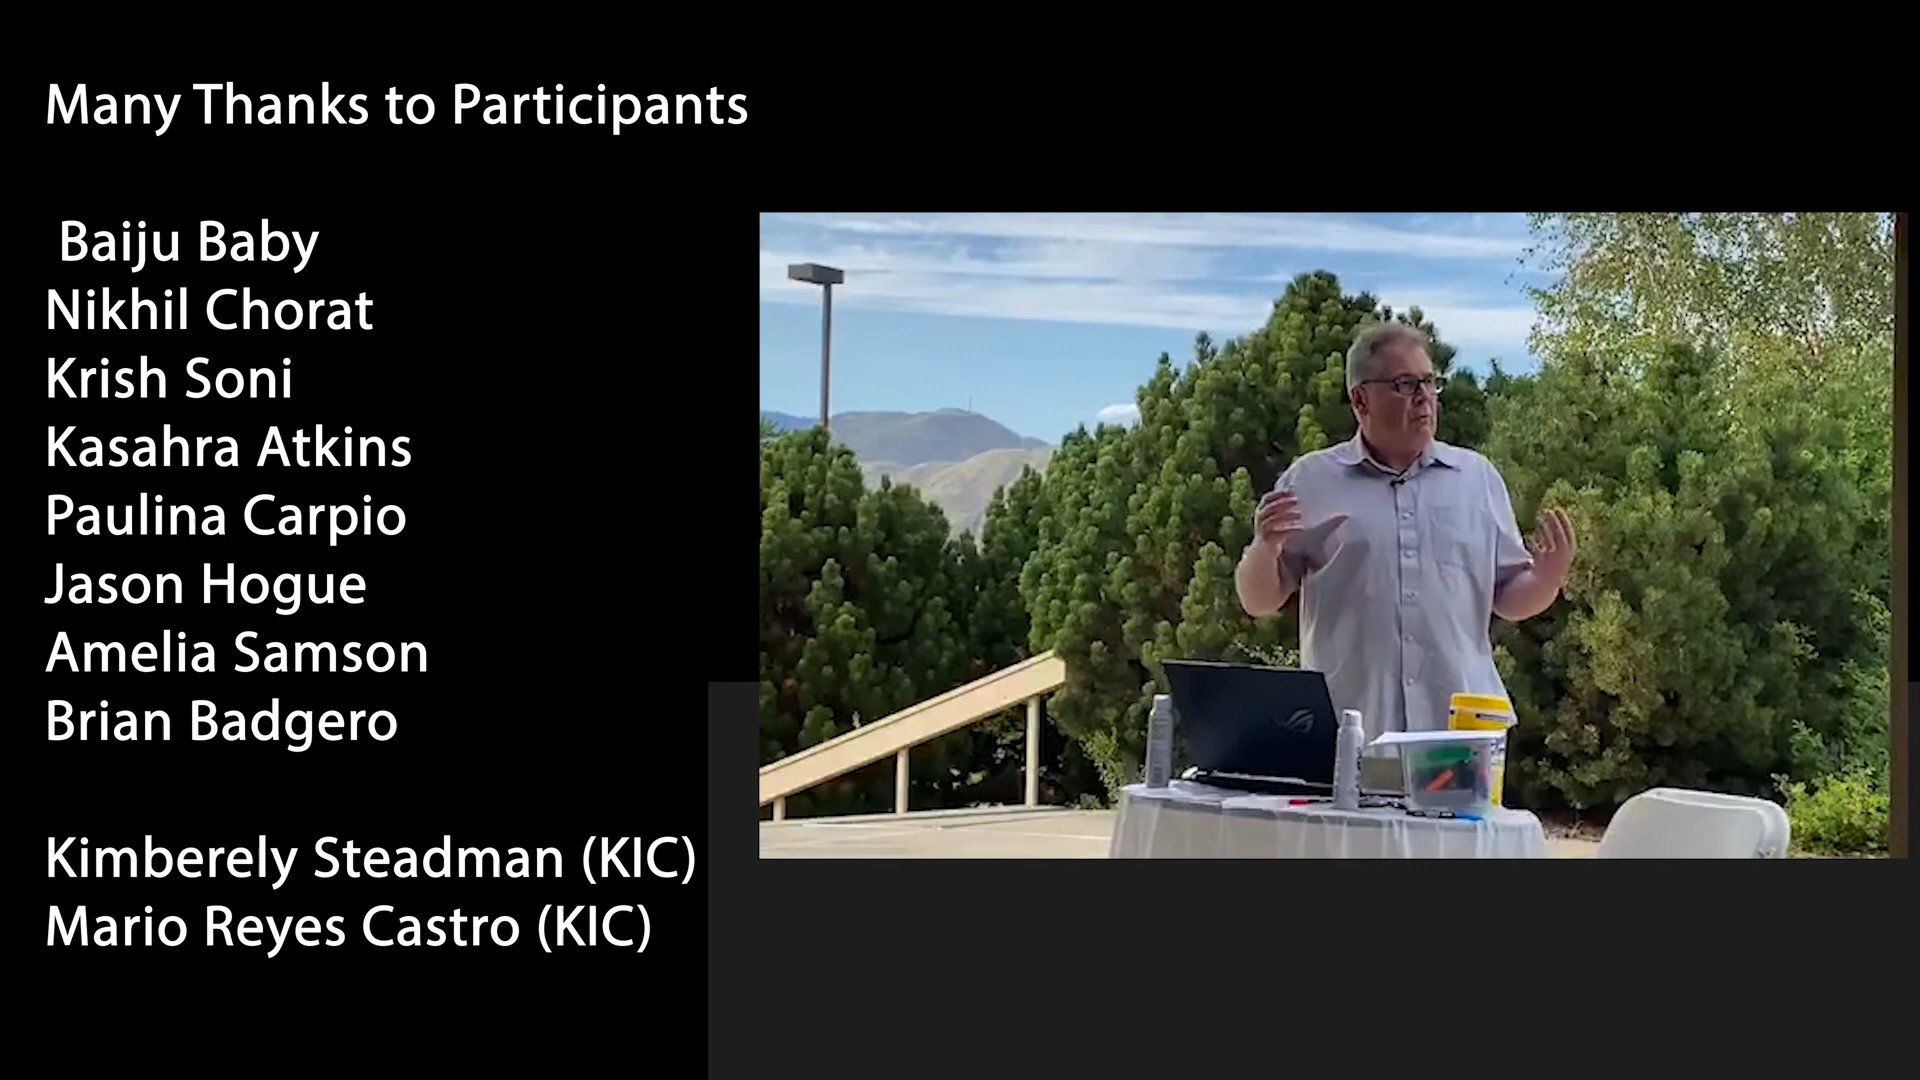 Many Thanks to Participants
Baiju Baby
Nikhil Chorat
Krish Soni
Kasahra Atkins
Paulina Carpio
Jason Hogue
Amelia Samson
Brian Badgero
Kimberely Steadman (KIC)
Mario Reyes Castro (KIC)